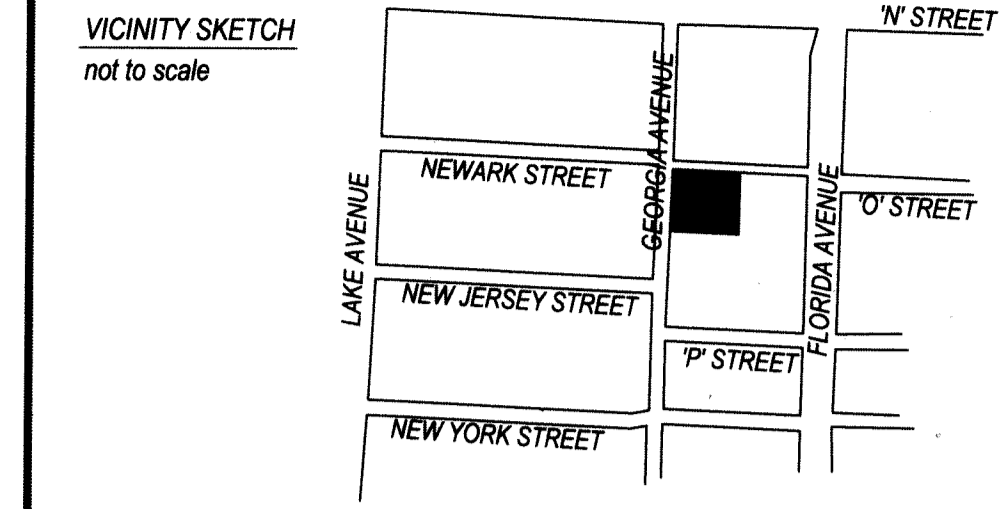 VICINITY SKETCH
not to scale
'N' STREET
GEORGIA AVENUE
NEWARK STREET
LAKE AVENUE
FLORIDA AVENUE
'O' STREET
NEW JERSEY STREET
'P' STREET
NEW YORK STREET